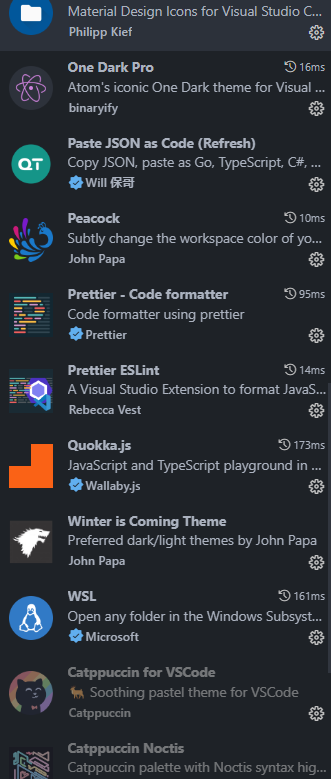 Material Design Icons for Visual Studio C...
Philipp Kief
One Dark Pro 16ms
Atom's iconic One Dark theme for Visual ...
binaryify
Paste JSON as Code (Refresh)
QT
Copy JSON, paste as Go, TypeScript, C#, ...
Will 保哥
Peacock 10ms
Subtly change the workspace color of yo...
John Papa
Prettier - Code formatter 95ms
Code formatter using prettier
Prettier
Prettier ESLint 14ms
A Visual Studio Extension to format JavaS...
Rebecca Vest
Quokka.js 173ms
JavaScript and TypeScript playground in ...
Wallaby.js
Winter is Coming Theme
Preferred dark/light themes by John Papa
John Papa
WSL 161ms
Open any folder in the Windows Subsyst...
Microsoft
Catppuccin for VSCode
🐈 Soothing pastel theme for VSCode
Catppuccin
Catppuccin Noctis
Catppuccin palette with Noctis syntax hig...